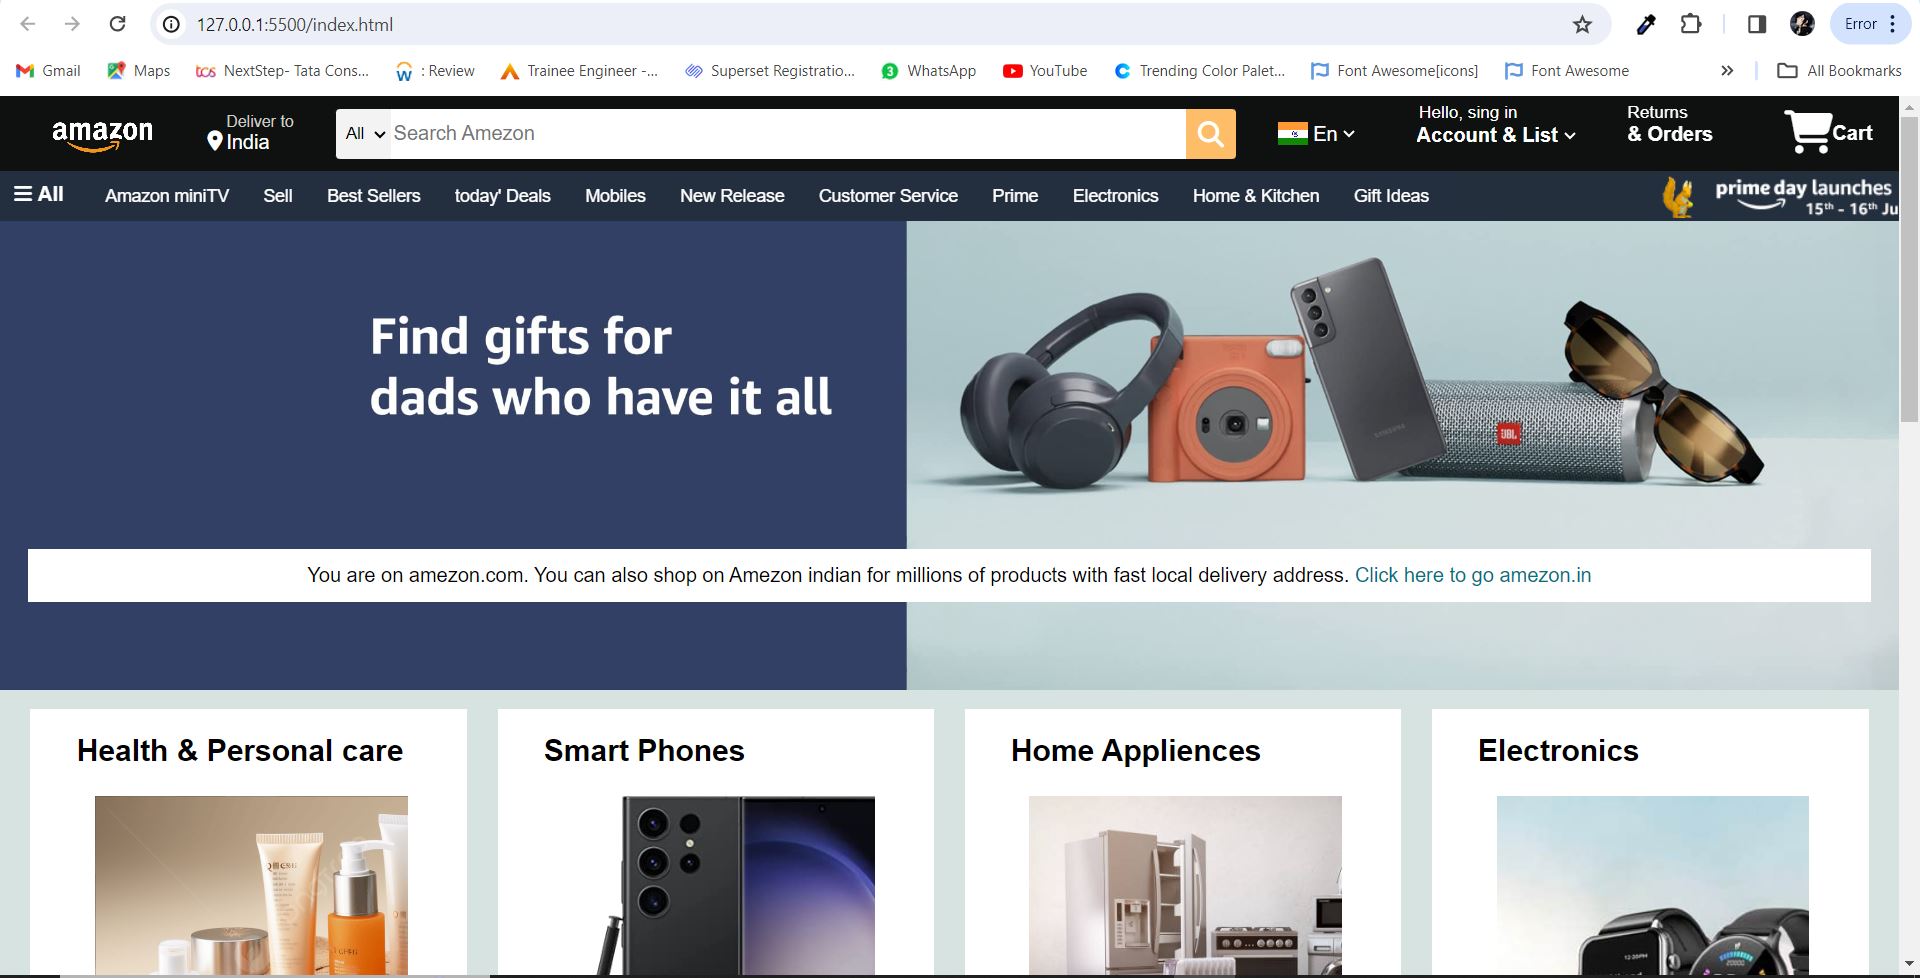 127.0.0.1:5500/index.html
Error
Gmail
Maps
tcs NextStep- Tata Cons...
: Review
Trainee Engineer -...
Superset Registratio...
3 WhatsApp
YouTube
Trending Color Palet...
Font Awesome[icons]
Font Awesome
All Bookmarks
amazon
Deliver to
India
All
Search Amezon
En
Hello, sing in
Account & List
Returns
& Orders
Cart
All
Amazon miniTV
Sell
Best Sellers
today' Deals
Mobiles
New Release
Customer Service
Prime
Electronics
Home & Kitchen
Gift Ideas
prime day launches
15th - 16th Ju
Find gifts for
dads who have it all
SAMSUNG
JBL
You are on amezon.com. You can also shop on Amezon indian for millions of products with fast local delivery address. Click here to go amezon.in
Health & Personal care
Smart Phones
Home Appliences
Electronics